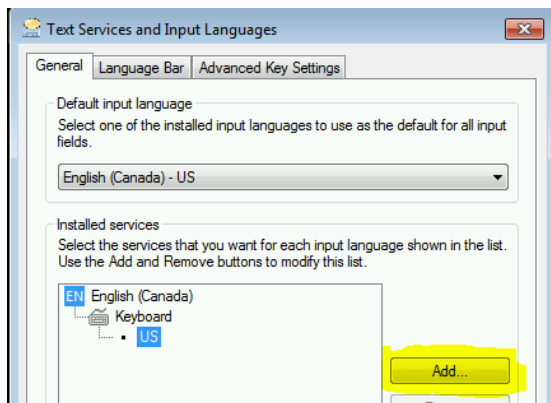 Text Services and Input Languages
General Language Bar Advanced Key Settings
Default input language
Select one of the installed input languages to use as the default for all input
fields.
English (Canada) - US
Installed services
Select the services that you want for each input language shown in the list.
Use the Add and Remove buttons to modify this list.
EN English (Canada)
Keyboard
US
Add...